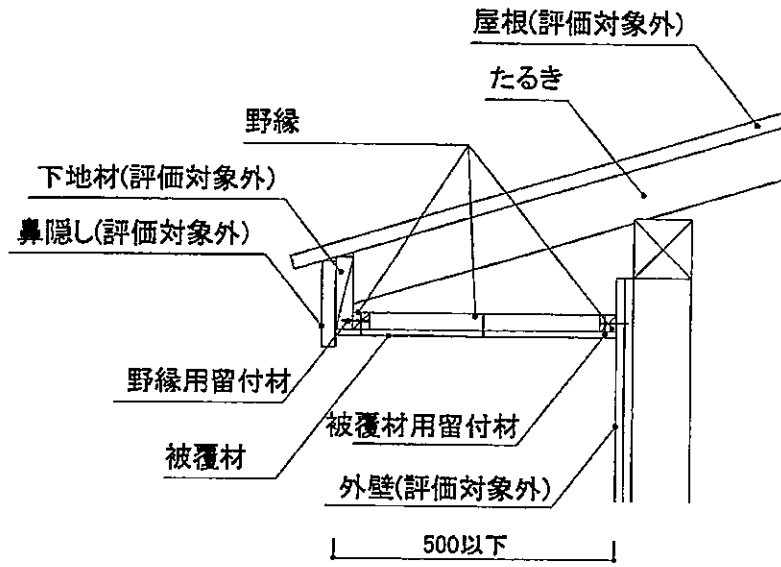 屋根(評価対象外)
たるき
野縁
下地材(評価対象外)
鼻隠し(評価対象外)
野縁用留付材
被覆材用留付材
被覆材
外壁(評価対象外)
500以下